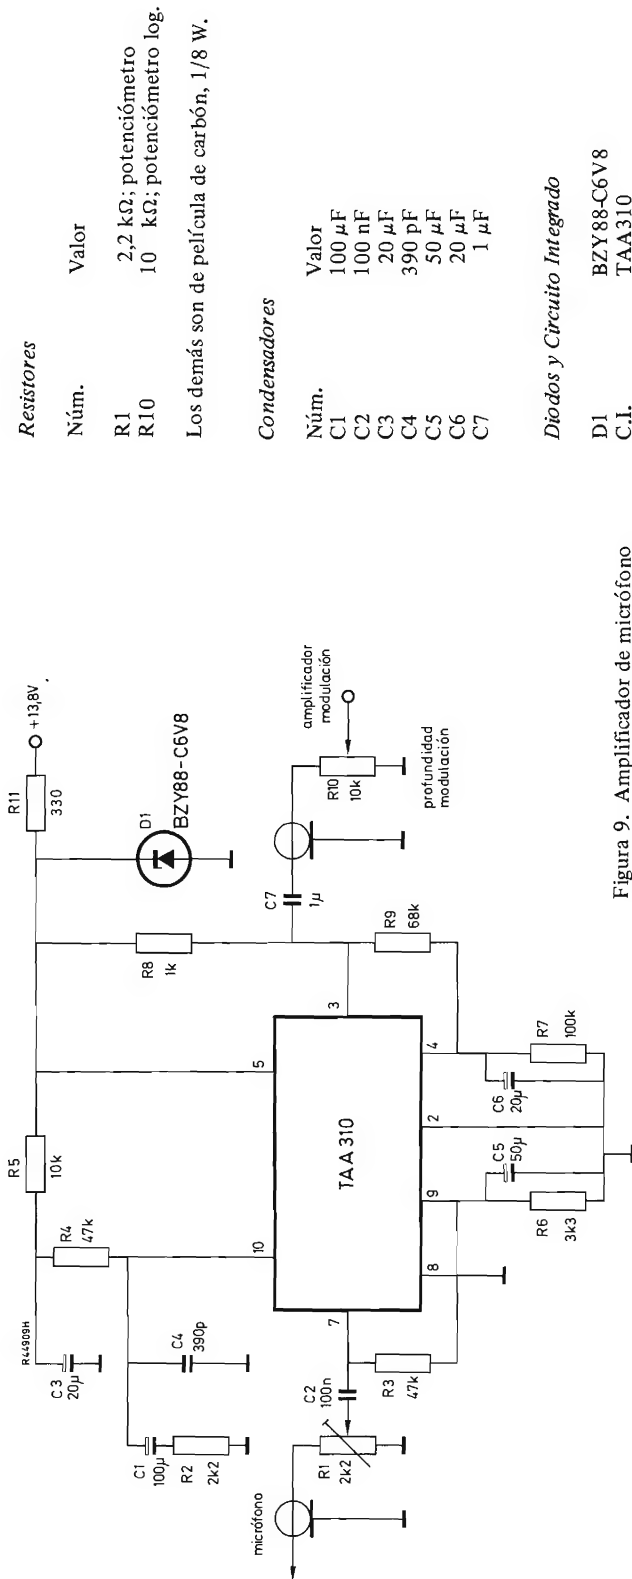 R44909H
C3
20µ
C1
100µ
R2
2k2
C4
390p
R4
47k
R5
10k
R11
330
+13,8V
D1
BZY88-C6V8
R8
1k
C7
1µ
amplificador
modulación
R10
10k
profundidad
modulación
micrófono
R1
2k2
C2
100n
R3
47k
TAA310
7
10
5
3
8
9
2
4
R6
3k3
C5
50µ
C6
20µ
R7
100k
R9
68k
Figura 9. Amplificador de micrófono
Resistores
Núm. Valor
R1 2,2 kΩ; potenciómetro
R10 10 kΩ; potenciómetro log.
Los demás son de película de carbón, 1/8 W.
Condensadores
Núm. Valor
C1 100 µF
C2 100 nF
C3 20 µF
C4 390 pF
C5 50 µF
C6 20 µF
C7 1 µF
Diodos y Circuito Integrado
D1 BZY88-C6V8
C.I. TAA310